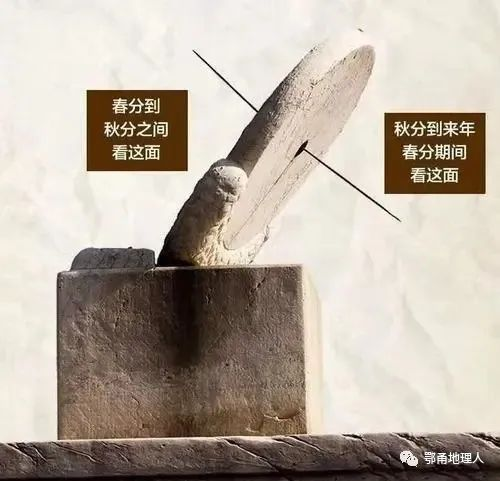 春分到
秋分之间
看这面
秋分到来年
春分期间
看这面
鄂甬地理人